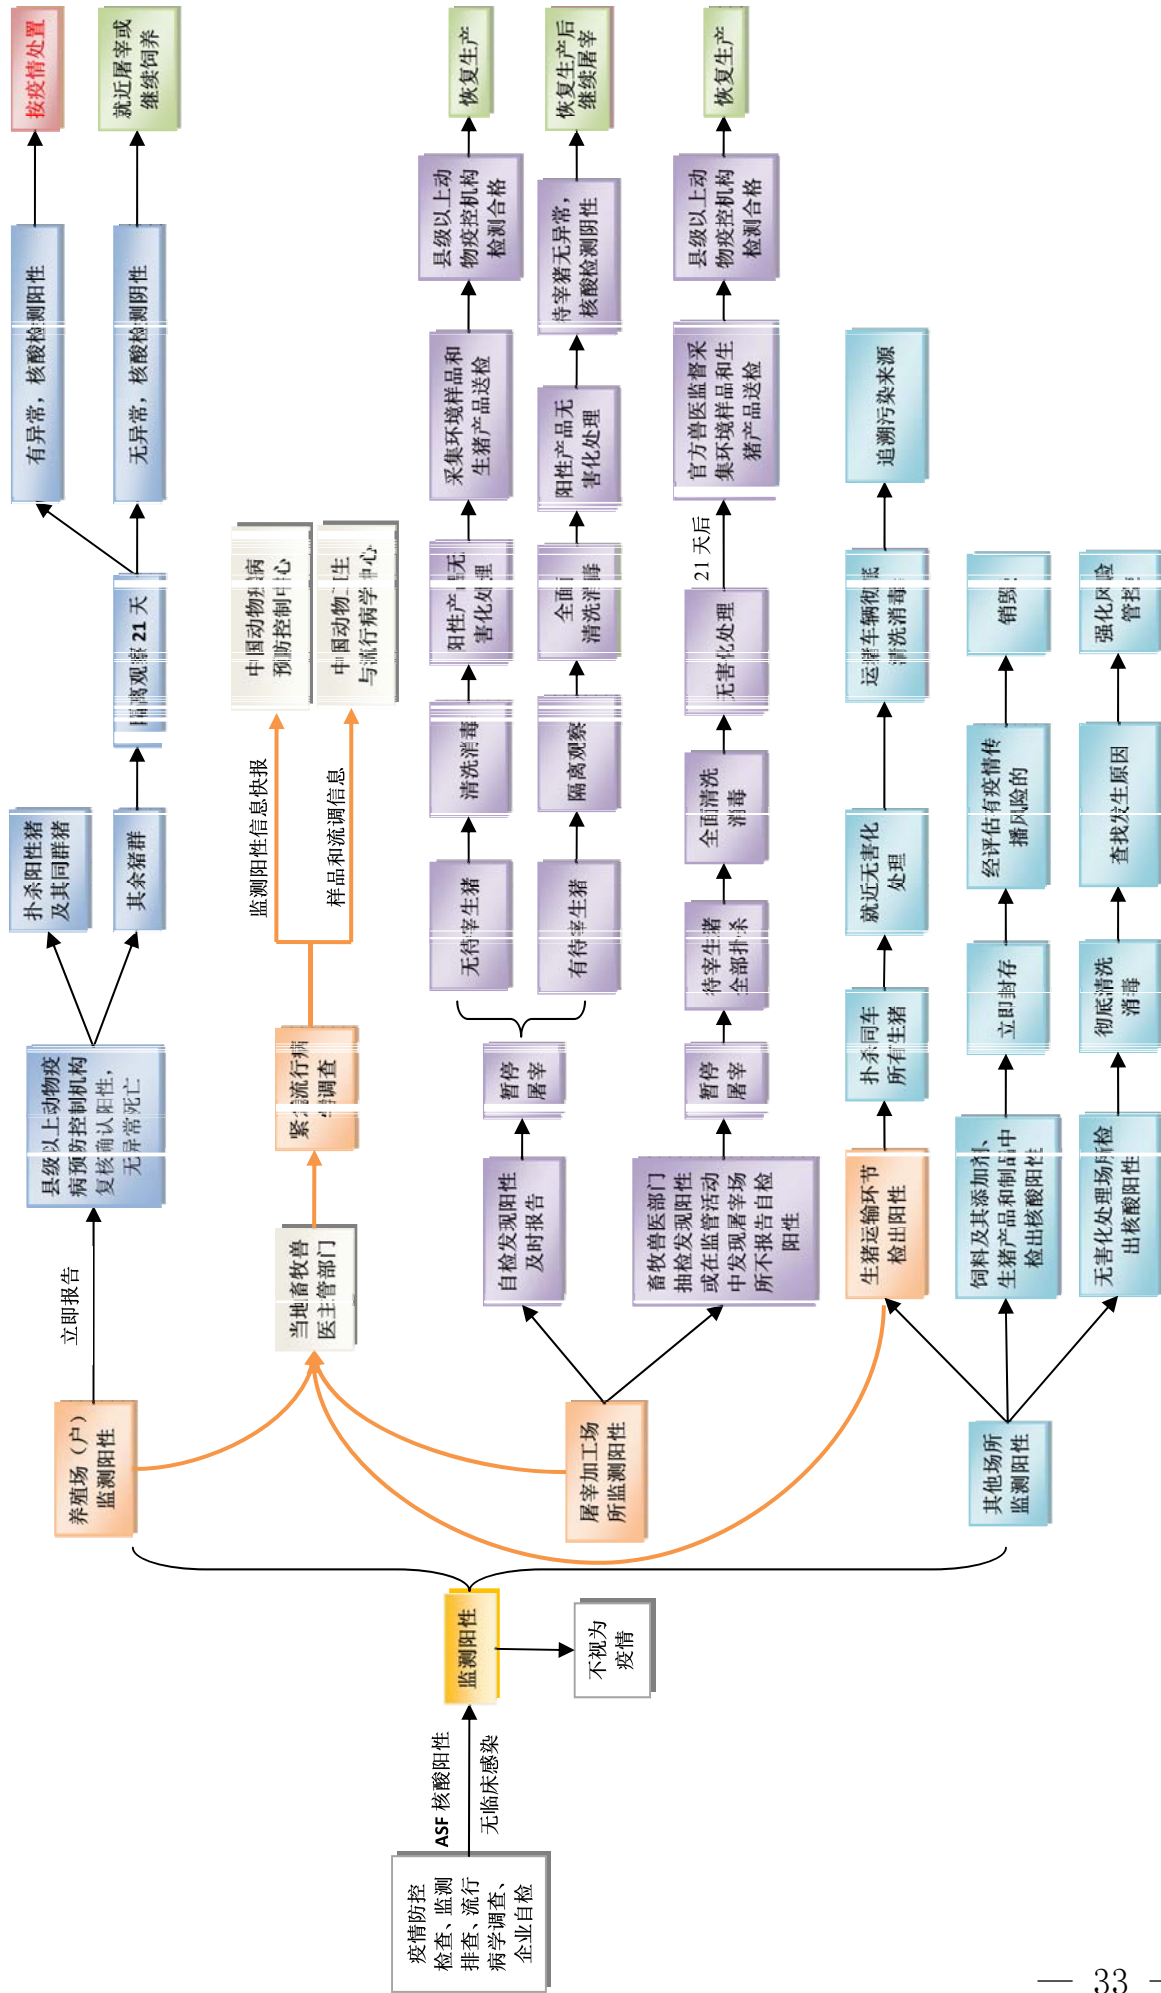 疫情防控
检查、监测
排查、流行
病学调查、
企业自检
ASF 核酸阳性
无临床感染
监测阳性
不视为
疫情
养殖场（户）
监测阳性
立即报告
县级以上动物疫
病预防控制机构
复核确认阳性，
无异常死亡
扑杀阳性猪
及其同群猪
其余猪群
隔离观察 21 天
有异常，核酸检测阳性
按疫情处置
无异常，核酸检测阴性
就近屠宰或
继续饲养
当地畜牧兽
医主管部门
紧急流行病
学调查
监测阳性信息快报
样品和流调信息
中国动物疫病
预防控制中心
中国动物卫生
与流行病学中心
屠宰加工场
所监测阳性
自检发现阳性
及时报告
暂停
屠宰
无待宰生猪
清洗消毒
阳性产品无
害化处理
采集环境样品和
生猪产品送检
县级以上动
物疫控机构
检测合格
恢复生产
有待宰生猪
隔离观察
全面
清洗消毒
阳性产品无
害化处理
待宰猪无异常，
核酸检测阴性
恢复生产后
继续屠宰
畜牧兽医部门
抽检发现阳性
或在监管活动
中发现屠宰场
所不报告自检
阳性
暂停
屠宰
待宰生猪
全部扑杀
全面清洗
消毒
无害化处理
21 天后
官方兽医监督采
集环境样品和生
猪产品送检
县级以上动
物疫控机构
检测合格
恢复生产
其他场所
监测阳性
生猪运输环节
检出阳性
扑杀同车
所有生猪
就近无害化
处理
运猪车辆彻底
清洗消毒
追溯污染来源
饲料及其添加剂、
生猪产品和制品中
检出核酸阳性
立即封存
经评估有疫情传
播风险的
销毁
无害化处理场所检
出核酸阳性
彻底清洗
消毒
查找发生原因
强化风险
管控
— 33 —